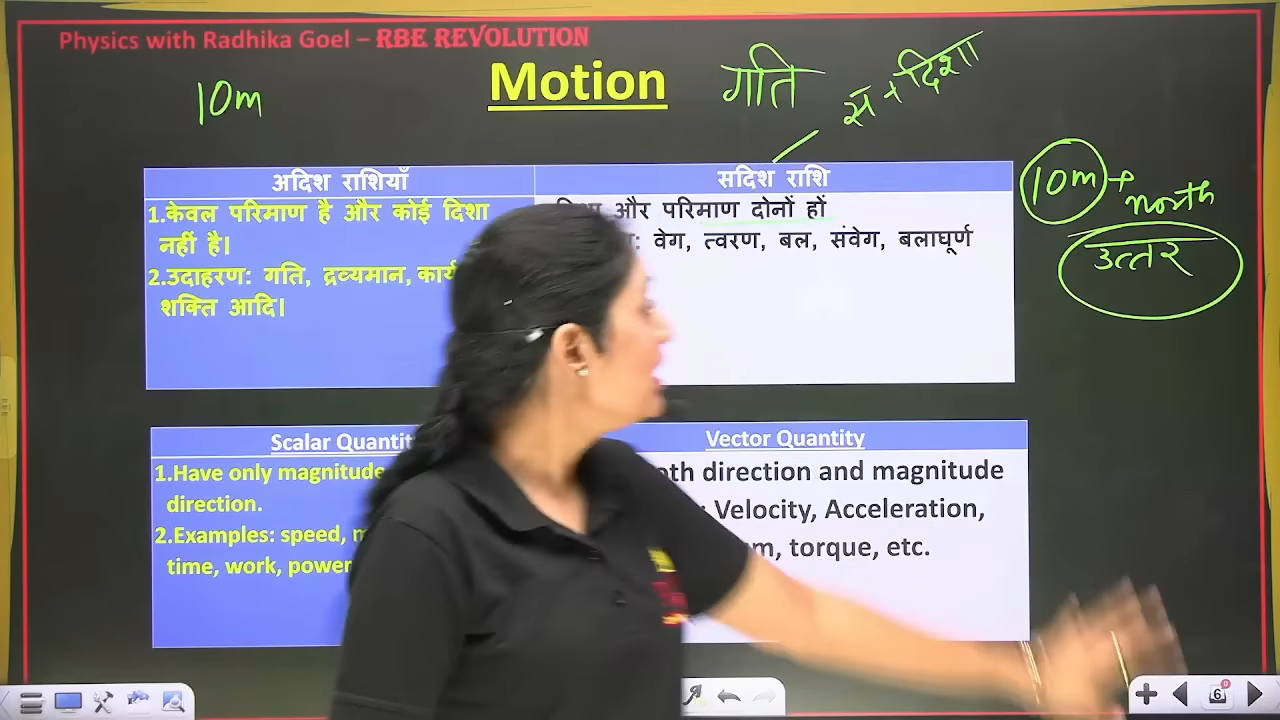 Physics with Radhika Goel – RBE REVOLUTION
Motion गति
सं + दिशा
10m
अदिश राशियाँ
1.केवल परिमाण है और कोई दिशा
नहीं है।
2.उदाहरण: गति, द्रव्यमान, कार्य
शक्ति आदि।
सदिश राशि
और परिमाण दोनों हों
वेग, त्वरण, बल, संवेग, बलाघूर्ण
10m +
north
उत्तर
Scalar
1.Have only magnitude
direction.
2.Examples: speed,
time, work, power
Vector Quantity
direction and magnitude
Velocity, Acceleration,
torque, etc.
6